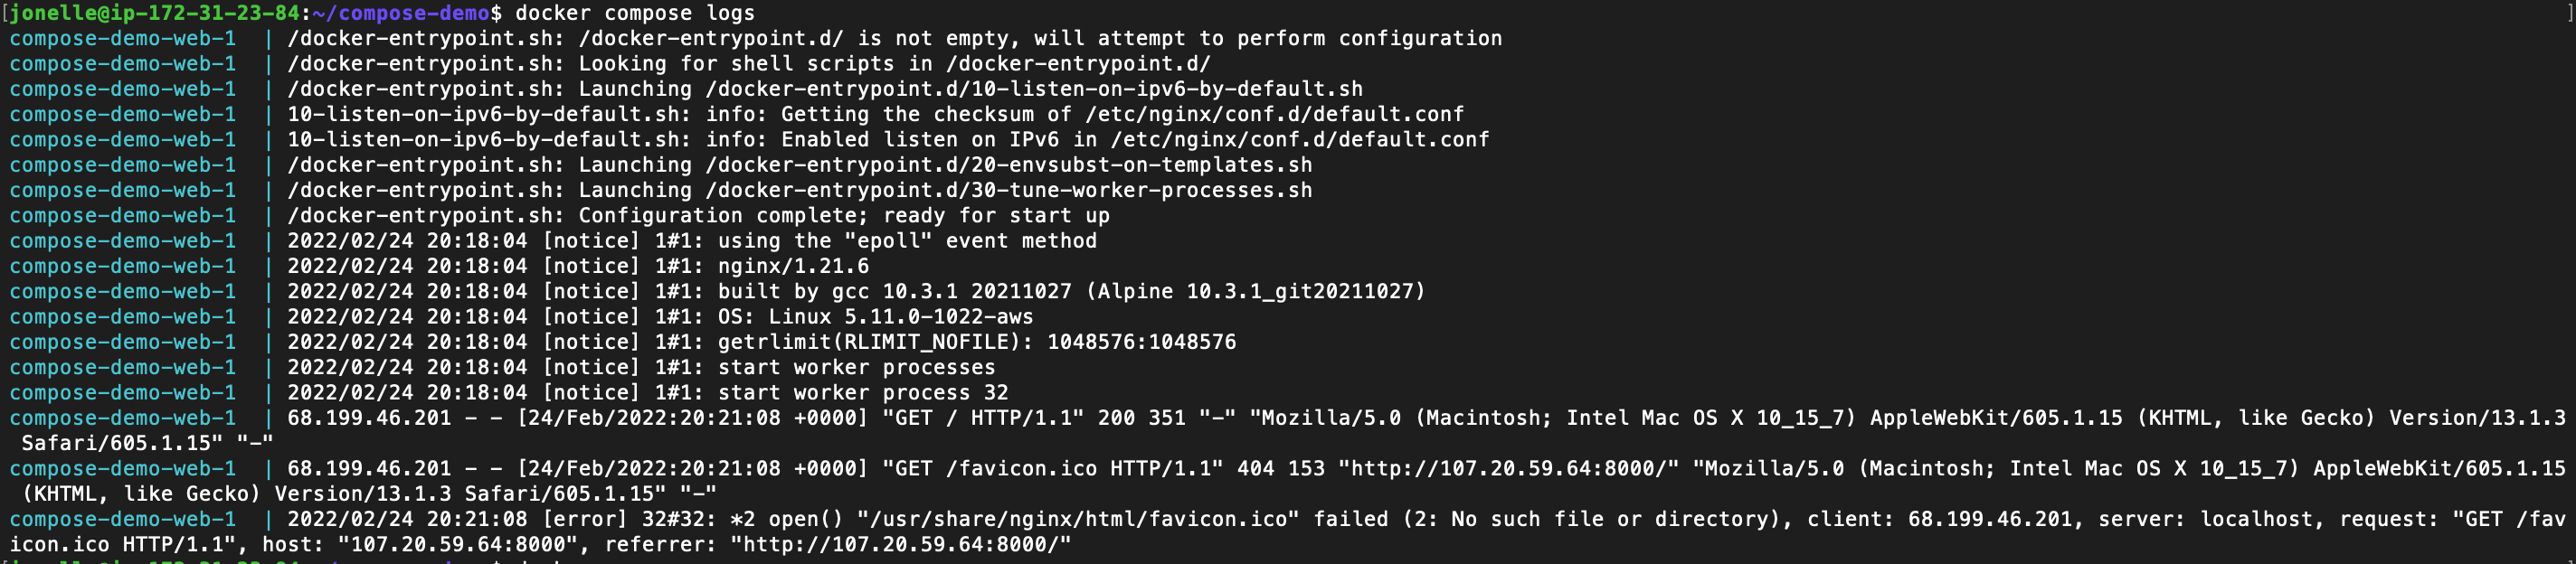 [jonelle@ip-172-31-23-84:~/compose-demo$ docker compose logs ]
compose-demo-web-1  | /docker-entrypoint.sh: /docker-entrypoint.d/ is not empty, will attempt to perform configuration
compose-demo-web-1  | /docker-entrypoint.sh: Looking for shell scripts in /docker-entrypoint.d/
compose-demo-web-1  | /docker-entrypoint.sh: Launching /docker-entrypoint.d/10-listen-on-ipv6-by-default.sh
compose-demo-web-1  | 10-listen-on-ipv6-by-default.sh: info: Getting the checksum of /etc/nginx/conf.d/default.conf
compose-demo-web-1  | 10-listen-on-ipv6-by-default.sh: info: Enabled listen on IPv6 in /etc/nginx/conf.d/default.conf
compose-demo-web-1  | /docker-entrypoint.sh: Launching /docker-entrypoint.d/20-envsubst-on-templates.sh
compose-demo-web-1  | /docker-entrypoint.sh: Launching /docker-entrypoint.d/30-tune-worker-processes.sh
compose-demo-web-1  | /docker-entrypoint.sh: Configuration complete; ready for start up
compose-demo-web-1  | 2022/02/24 20:18:04 [notice] 1#1: using the "epoll" event method
compose-demo-web-1  | 2022/02/24 20:18:04 [notice] 1#1: nginx/1.21.6
compose-demo-web-1  | 2022/02/24 20:18:04 [notice] 1#1: built by gcc 10.3.1 20211027 (Alpine 10.3.1_git20211027)
compose-demo-web-1  | 2022/02/24 20:18:04 [notice] 1#1: OS: Linux 5.11.0-1022-aws
compose-demo-web-1  | 2022/02/24 20:18:04 [notice] 1#1: getrlimit(RLIMIT_NOFILE): 1048576:1048576
compose-demo-web-1  | 2022/02/24 20:18:04 [notice] 1#1: start worker processes
compose-demo-web-1  | 2022/02/24 20:18:04 [notice] 1#1: start worker process 32
compose-demo-web-1  | 68.199.46.201 - - [24/Feb/2022:20:21:08 +0000] "GET / HTTP/1.1" 200 351 "-" "Mozilla/5.0 (Macintosh; Intel Mac OS X 10_15_7) AppleWebKit/605.1.15 (KHTML, like Gecko) Version/13.1.3
 Safari/605.1.15" "-"
compose-demo-web-1  | 68.199.46.201 - - [24/Feb/2022:20:21:08 +0000] "GET /favicon.ico HTTP/1.1" 404 153 "http://107.20.59.64:8000/" "Mozilla/5.0 (Macintosh; Intel Mac OS X 10_15_7) AppleWebKit/605.1.15
 (KHTML, like Gecko) Version/13.1.3 Safari/605.1.15" "-"
compose-demo-web-1  | 2022/02/24 20:21:08 [error] 32#32: *2 open() "/usr/share/nginx/html/favicon.ico" failed (2: No such file or directory), client: 68.199.46.201, server: localhost, request: "GET /fav
icon.ico HTTP/1.1", host: "107.20.59.64:8000", referrer: "http://107.20.59.64:8000/"